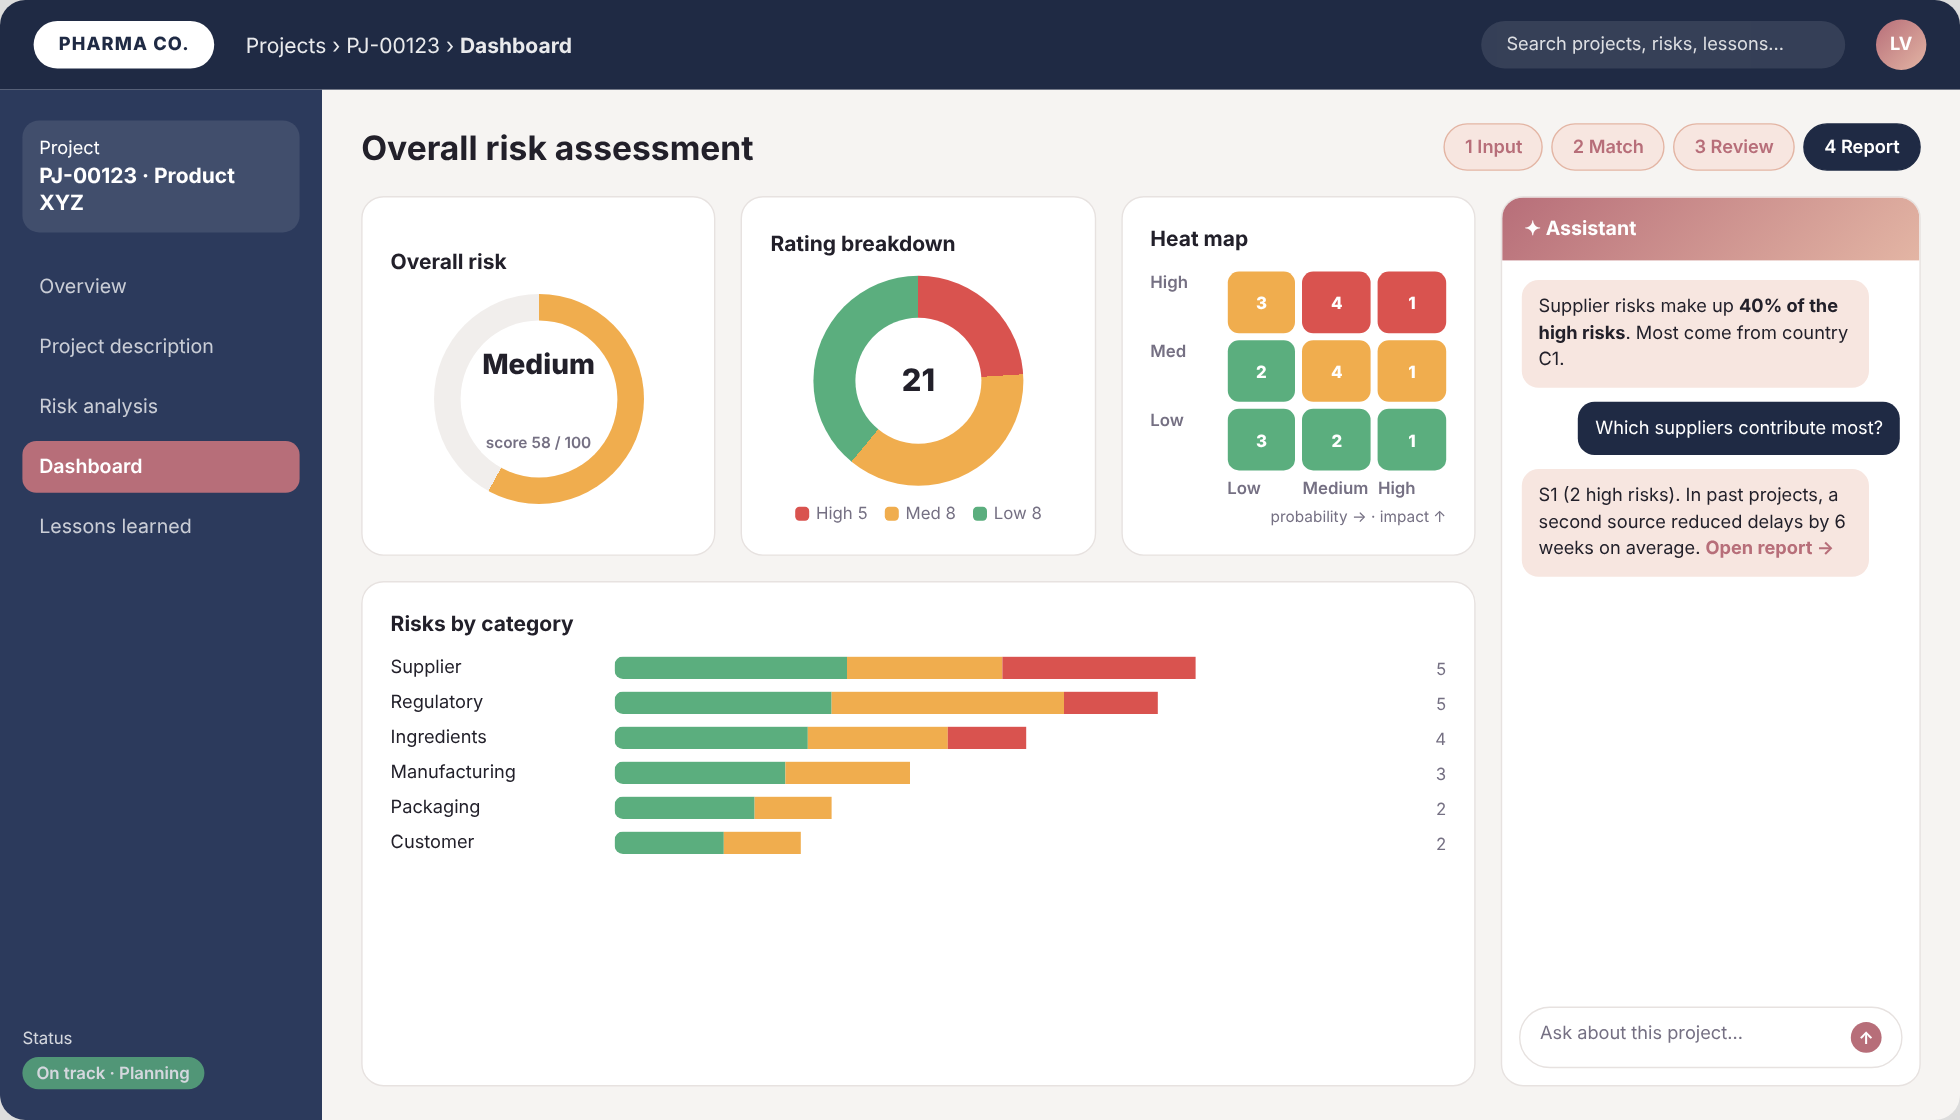 PHARMA CO.
Projects › PJ-00123 › Dashboard
Search projects, risks, lessons...
LV
Project
PJ-00123 · Product
XYZ
Overview
Project description
Risk analysis
Dashboard
Lessons learned
Status
On track · Planning
Overall risk assessment
1 Input
2 Match
3 Review
4 Report
Overall risk
Medium
score 58 / 100
Rating breakdown
21
High 5 Med 8 Low 8
Heat map
High 3 4 1
Med 2 4 1
Low 3 2 1
Low Medium High
probability → · impact ↑
Risks by category
Supplier 5
Regulatory 5
Ingredients 4
Manufacturing 3
Packaging 2
Customer 2
✦ Assistant
Supplier risks make up 40% of the
high risks. Most come from country
C1.
Which suppliers contribute most?
S1 (2 high risks). In past projects, a
second source reduced delays by 6
weeks on average. Open report →
Ask about this project...
↑